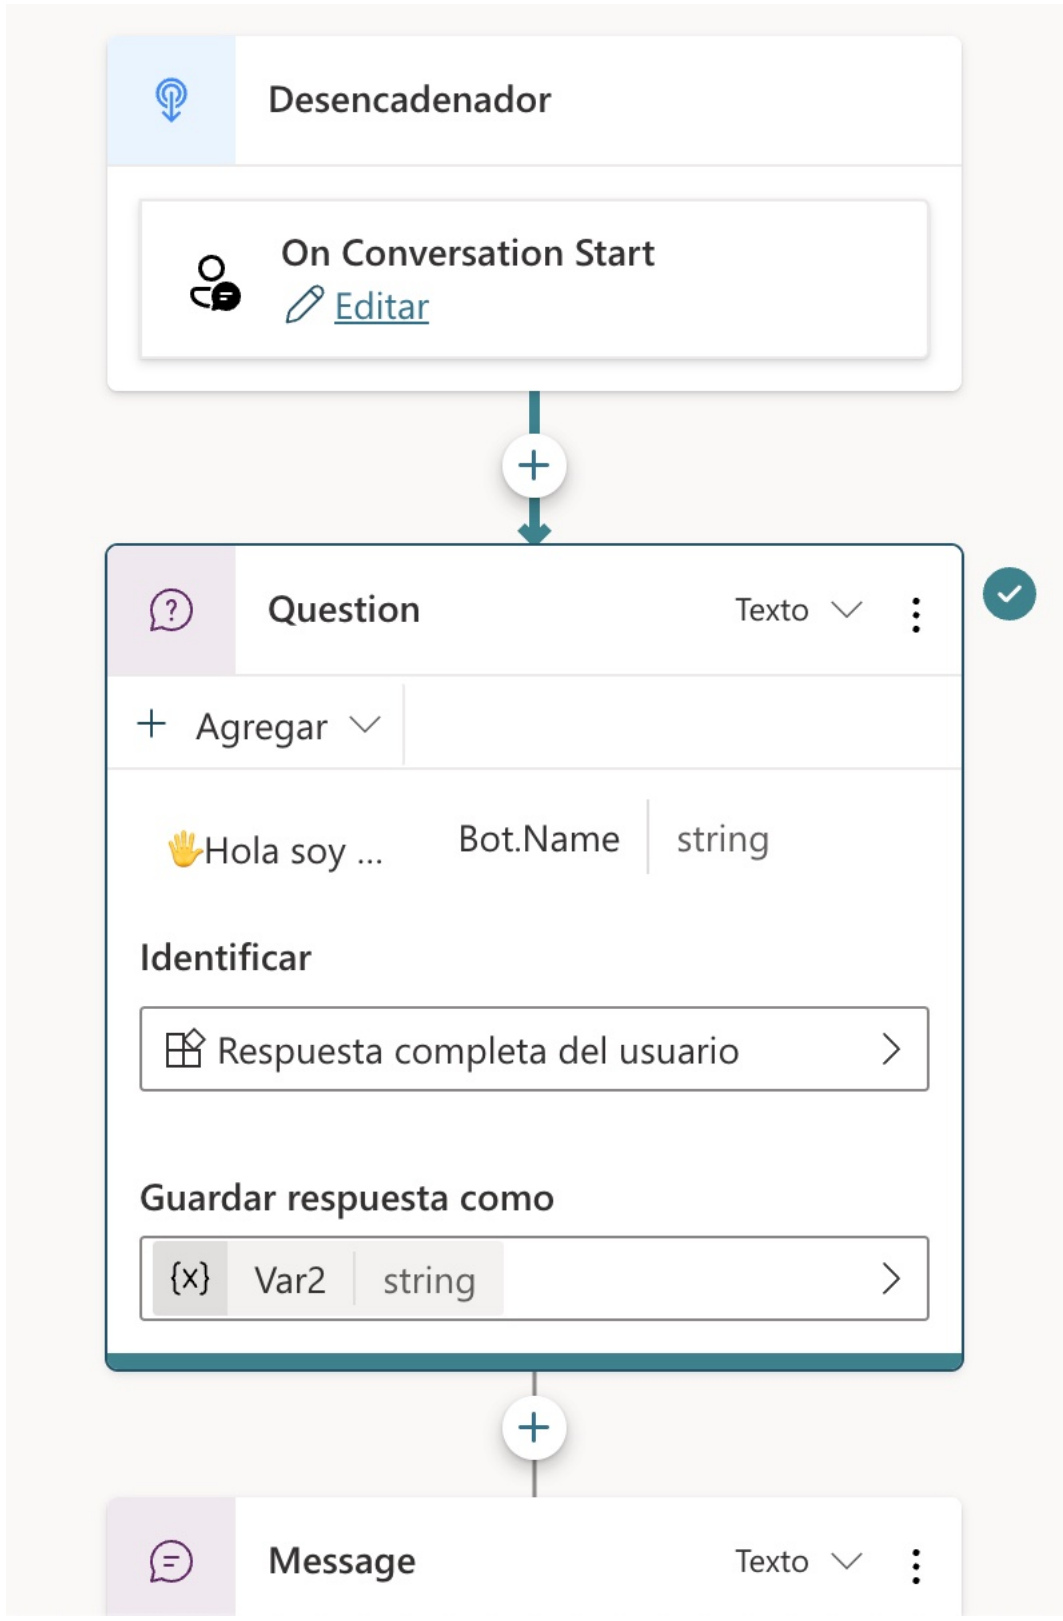 Desencadenador
On Conversation Start
Editar
Question Texto
Agregar
🖐Hola soy ... Bot.Name string
Identificar
Respuesta completa del usuario
Guardar respuesta como
{x} Var2 string
Message Texto